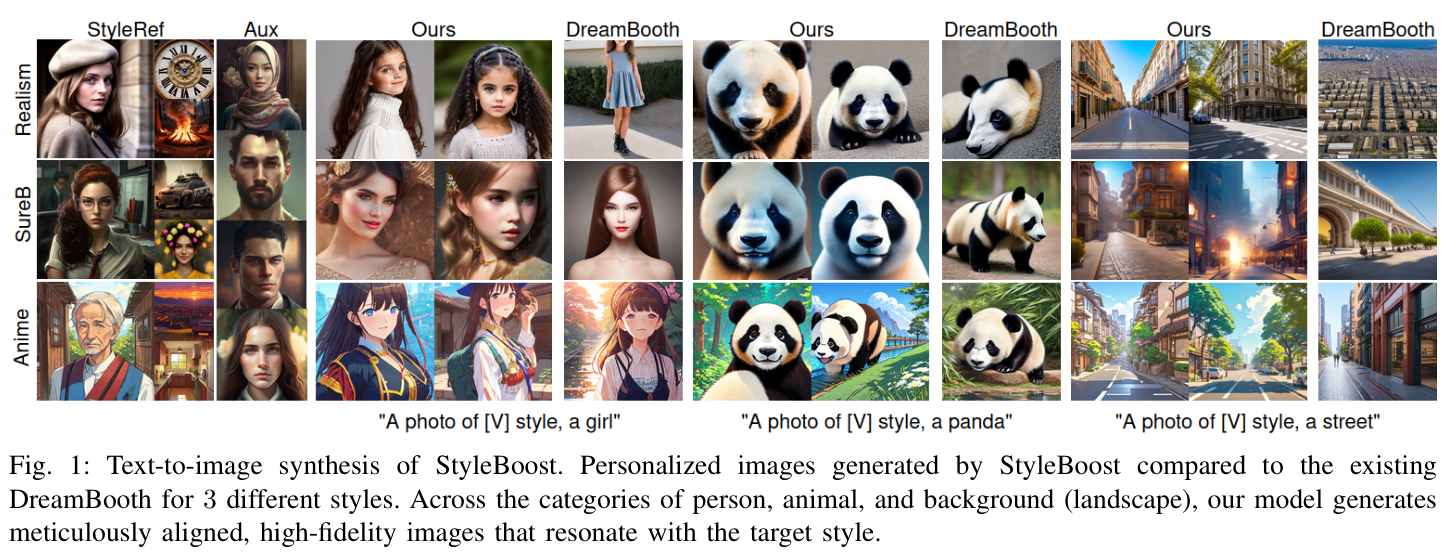 StyleRef Aux Ours DreamBooth Ours DreamBooth Ours DreamBooth
Realism
SureB
Anime
"A photo of [V] style, a girl" "A photo of [V] style, a panda" "A photo of [V] style, a street"
Fig. 1: Text-to-image synthesis of StyleBoost. Personalized images generated by StyleBoost compared to the existing
DreamBooth for 3 different styles. Across the categories of person, animal, and background (landscape), our model generates
meticulously aligned, high-fidelity images that resonate with the target style.